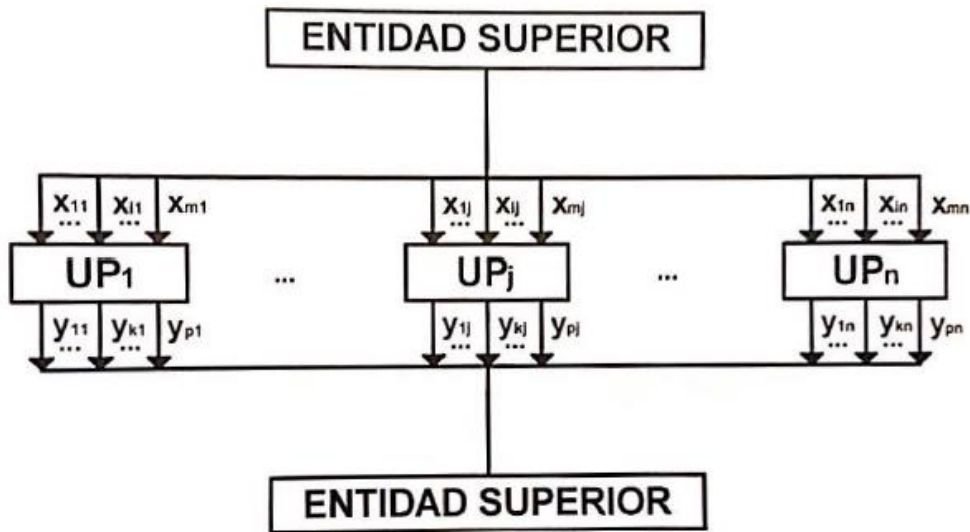 ENTIDAD SUPERIOR
x11 xi1 xm1 x1j xij xmj x1n xin xmn
... ... ... ... ... ...
UP1 ... UPj ... UPn
y11 yk1 yp1 y1j ykj ypj y1n ykn ypn
... ... ... ... ... ...
ENTIDAD SUPERIOR